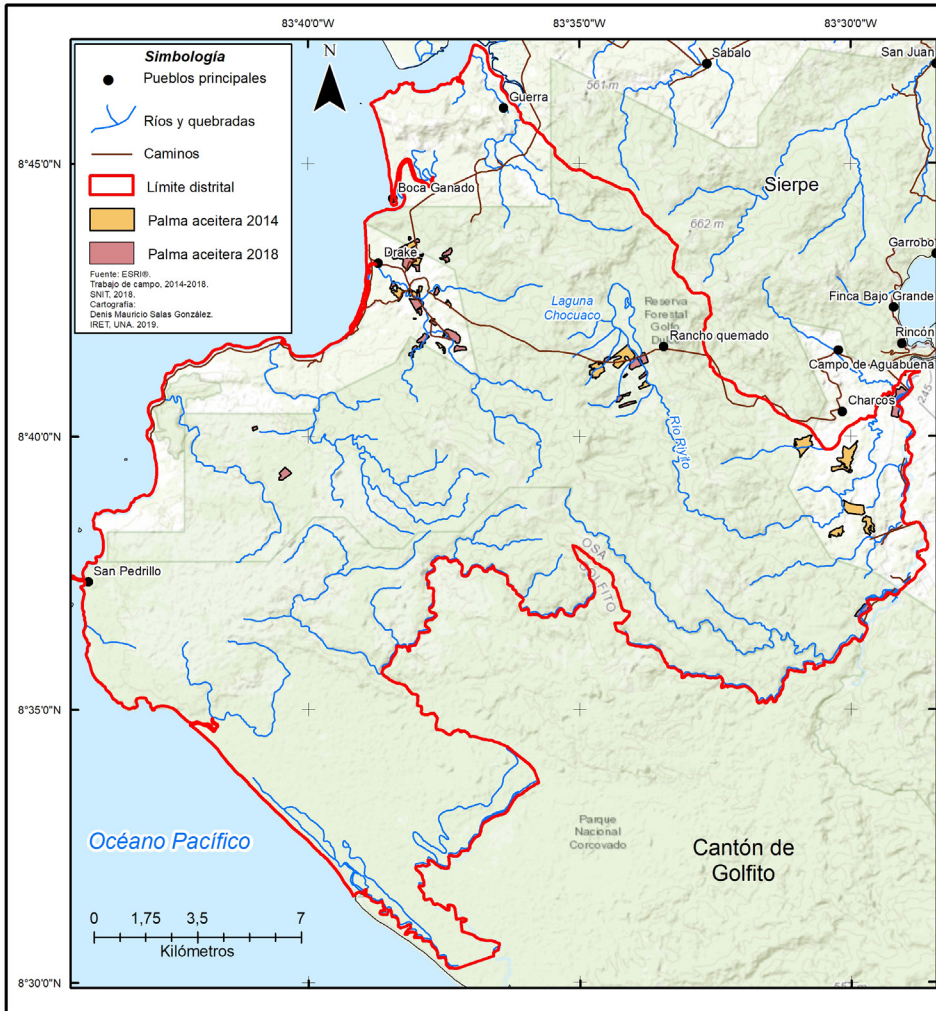 83°40'0"W
83°35'0"W
83°30'0"W
Simbología
Pueblos principales
Ríos y quebradas
Caminos
Límite distrital
Palma aceitera 2014
Palma aceitera 2018
Fuente: ESRI®.
Trabajo de campo, 2014-2018.
SNIT, 2018.
Cartografía:
Denis Mauricio Salas González.
IRET, UNA. 2019.
N
Sabalo
San Juan
561 m
Guerra
8°45'0"N
Boca Ganado
Sierpe
662 m
Garrobo
Drake
Laguna
Chocuaco
Reserva
Forestal
Golfo
Dulce
Finca Bajo Grande
Rancho quemado
Rincón
Campo de Aguabuena
245
Charcos
8°40'0"N
Río Riyito
San Pedrillo
OSA
GOLFITO
8°35'0"N
Océano Pacífico
Parque
Nacional
Corcovado
Cantón de
Golfito
0 1,75 3,5 7
Kilómetros
8°30'0"N